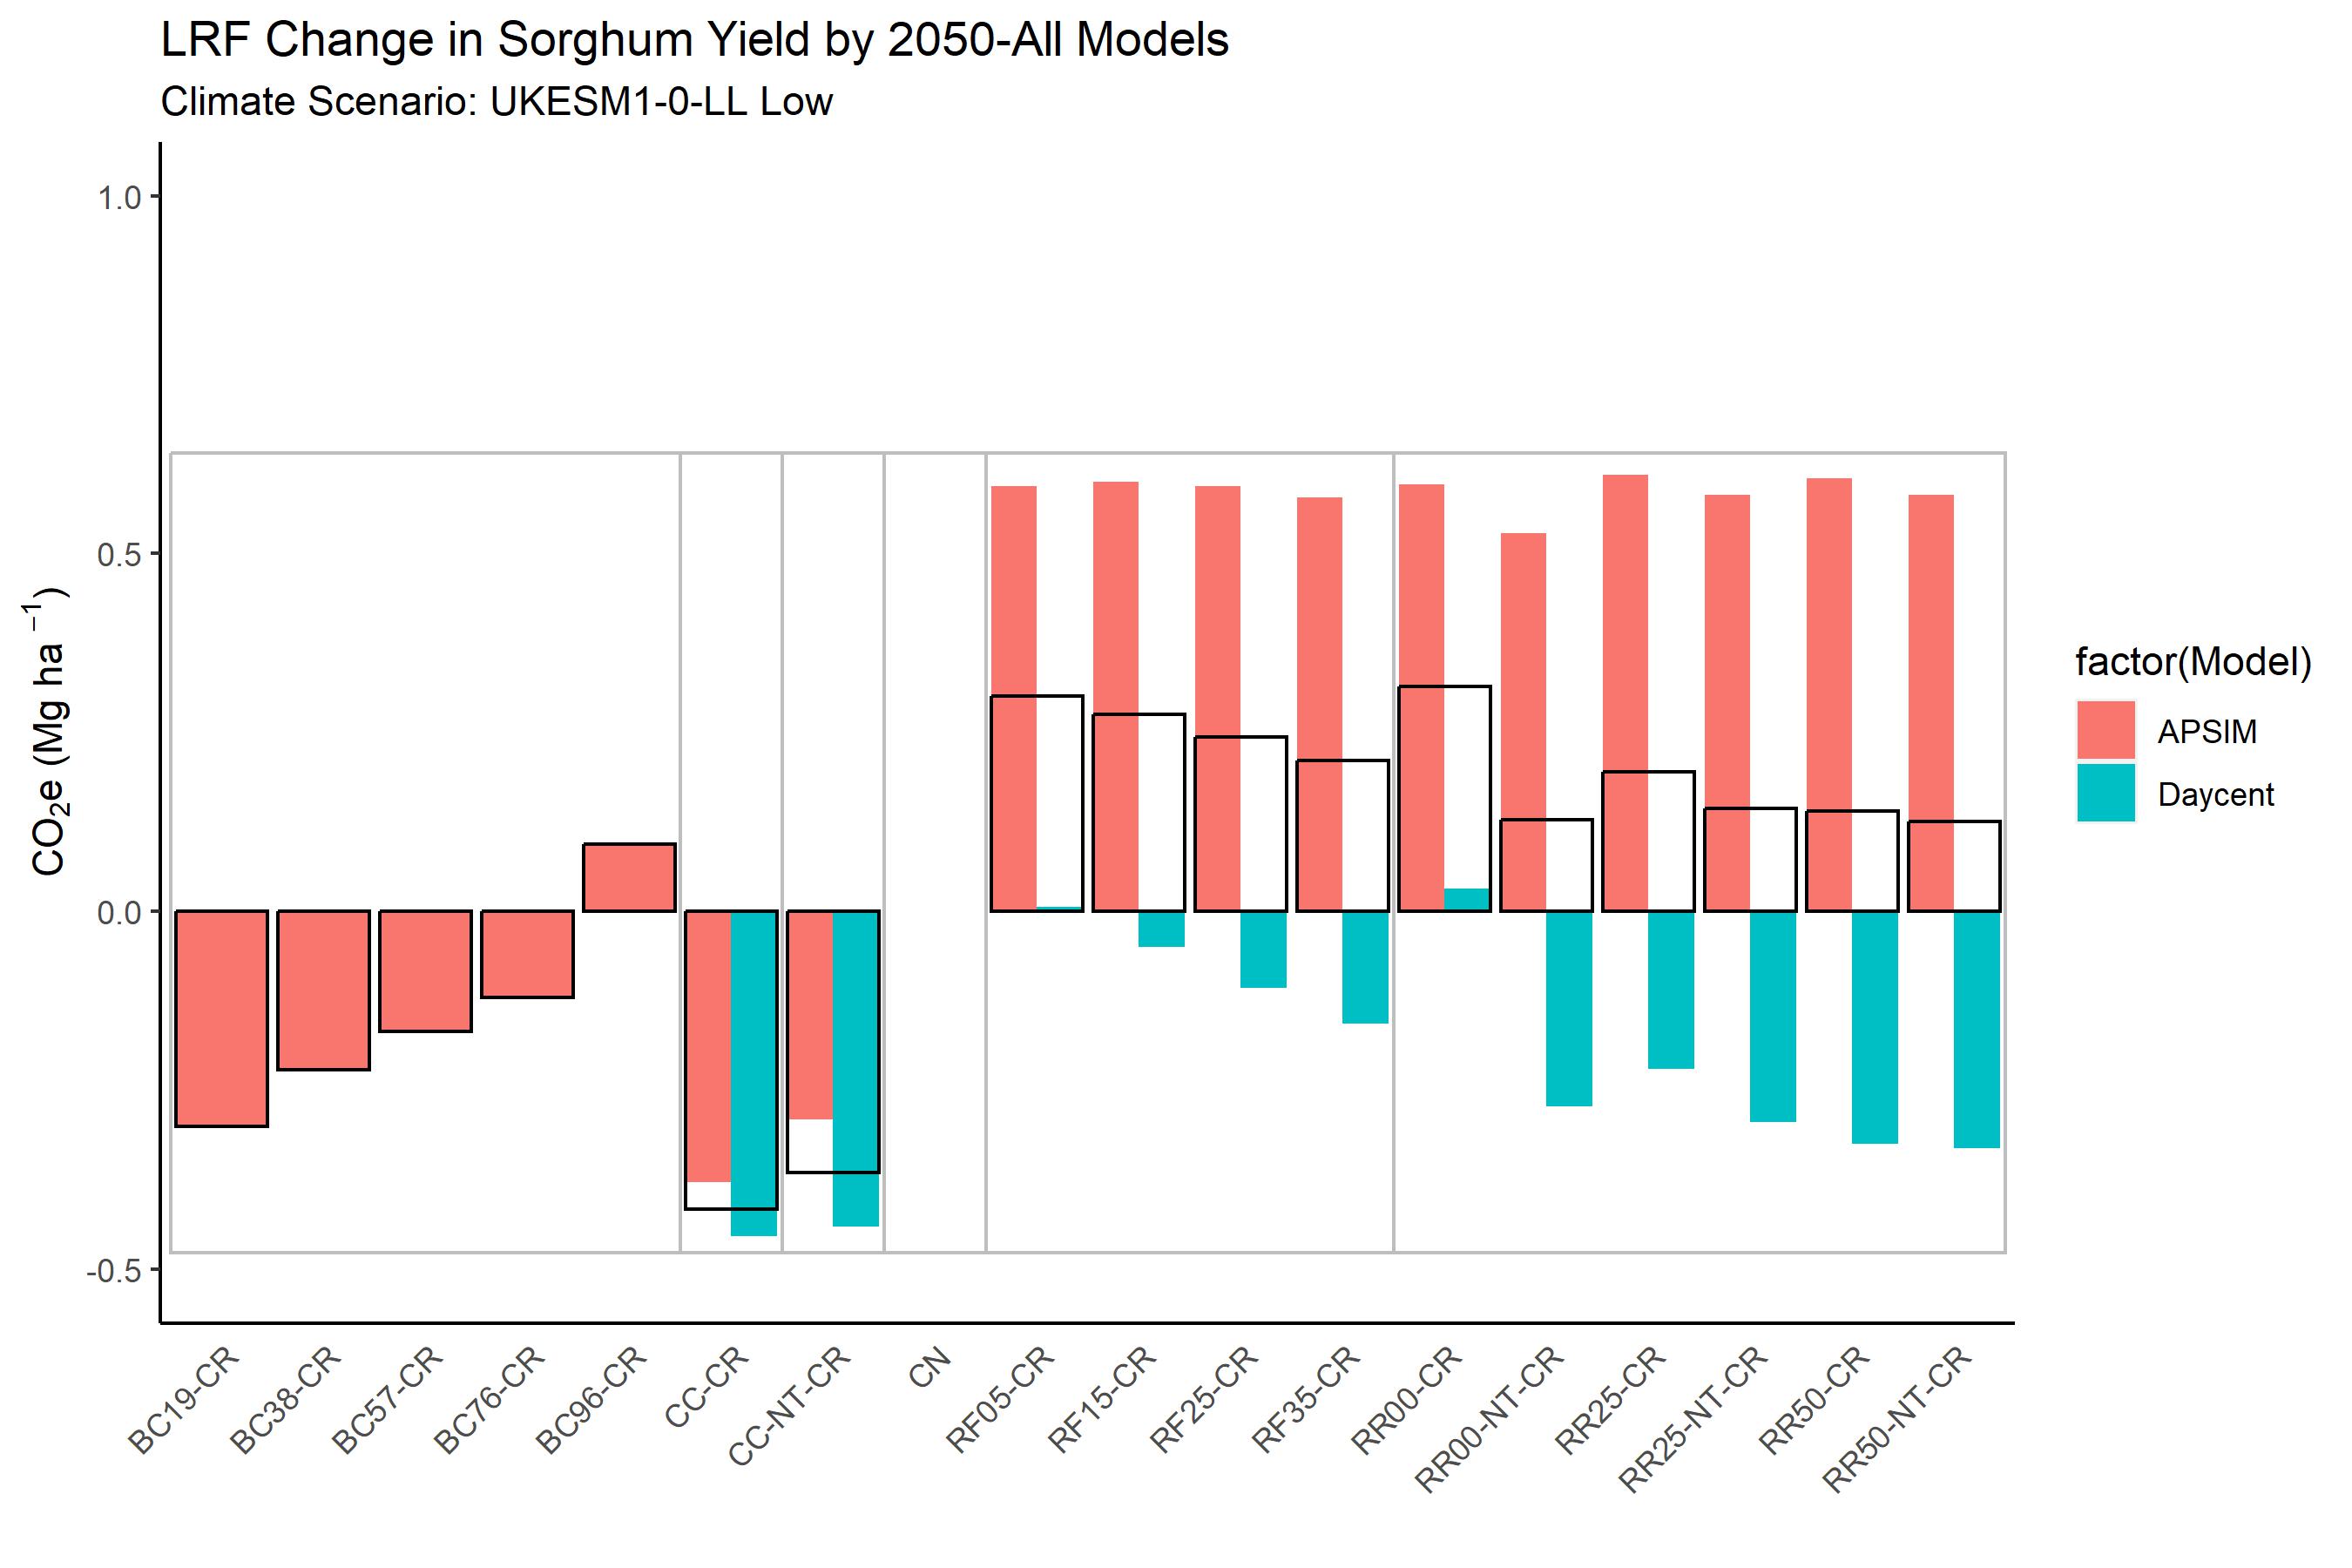 LRF Change in Sorghum Yield by 2050-All Models
Climate Scenario: UKESM1-0-LL Low
CO₂e (Mg ha ⁻¹)
1.0
0.5
0.0
-0.5
BC19-CR
BC38-CR
BC57-CR
BC76-CR
BC96-CR
CC-CR
CC-NT-CR
CN
RF05-CR
RF15-CR
RF25-CR
RF35-CR
RR00-CR
RR00-NT-CR
RR25-CR
RR25-NT-CR
RR50-CR
RR50-NT-CR
factor(Model)
APSIM
Daycent